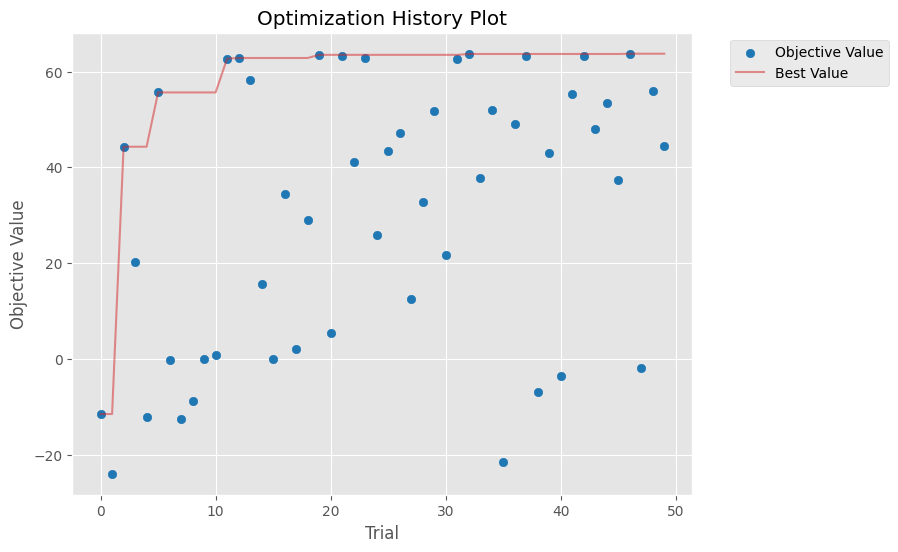 Optimization History Plot
Objective Value
Best Value
Objective Value
60
40
20
0
−20
0 10 20 30 40 50
Trial